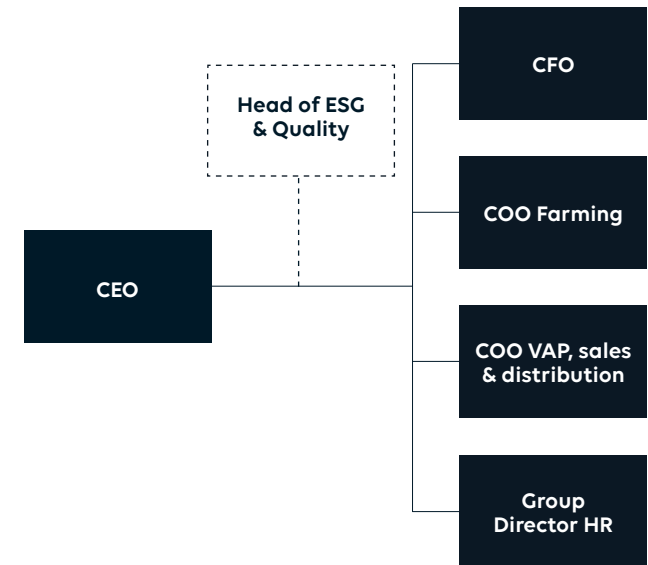 CFO
Head of ESG
& Quality
COO Farming
CEO
COO VAP, sales
& distribution
Group
Director HR